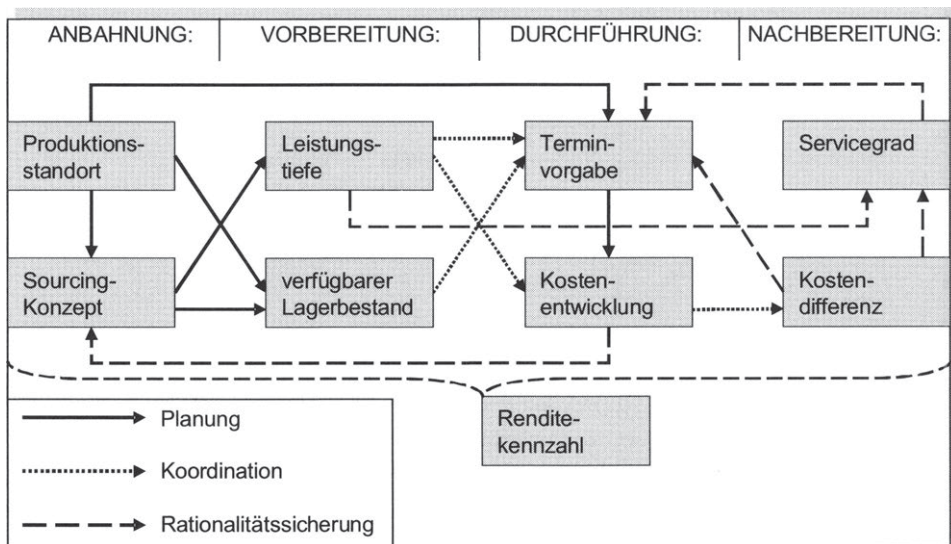 ANBAHNUNG:
VORBEREITUNG:
DURCHFÜHRUNG:
NACHBEREITUNG:
Produktions-
standort
Leistungs-
tiefe
Termin-
vorgabe
Servicegrad
Sourcing-
Konzept
verfügbarer
Lagerbestand
Kosten-
entwicklung
Kosten-
differenz
Rendite-
kennzahl
Planung
Koordination
Rationalitätssicherung